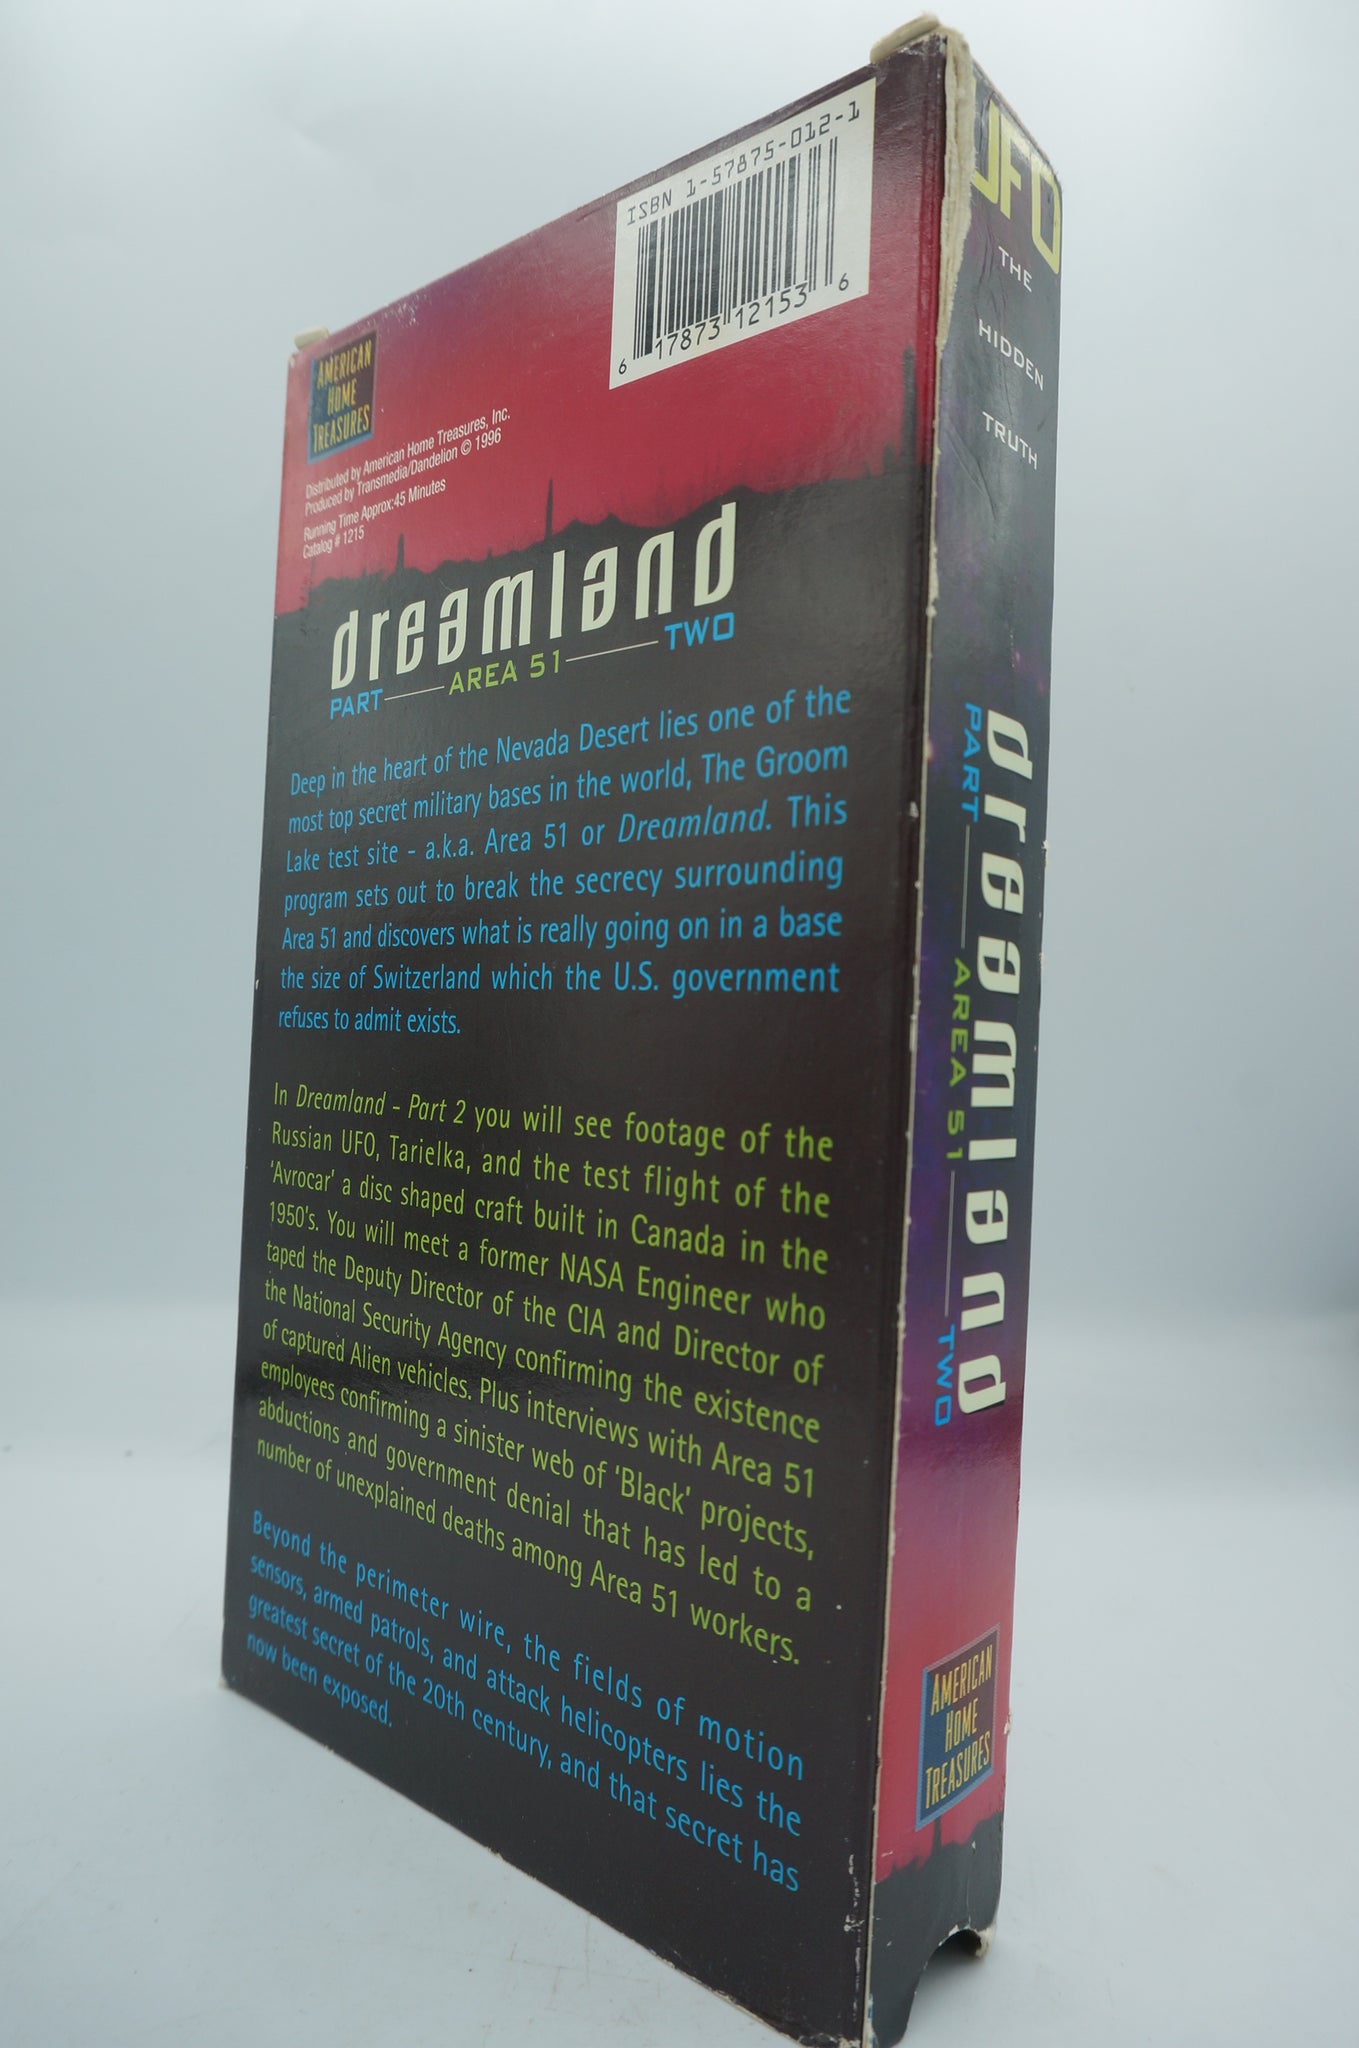 ISBN 1-57875-012-1
6 17873 12153 6
AMERICAN
HOME
TREASURES
Distributed by American Home Treasures, Inc.
Produced by Transmedia/Dandelion © 1996
Running Time Approx:45 Minutes
Catalog # 1215
dreamland
PART AREA 51 TWO
Deep in the heart of the Nevada Desert lies one of the
most top secret military bases in the world, The Groom
Lake test site - a.k.a. Area 51 or Dreamland. This
program sets out to break the secrecy surrounding
Area 51 and discovers what is really going on in a base
the size of Switzerland which the U.S. government
refuses to admit exists.
In Dreamland - Part 2 you will see footage of the
Russian UFO, Tarielka, and the test flight of the
'Avrocar' a disc shaped craft built in Canada in the
1950's. You will meet a former NASA Engineer who
taped the Deputy Director of the CIA and Director of
the National Security Agency confirming the existence
of captured Alien vehicles. Plus interviews with Area 51
employees confirming a sinister web of 'Black' projects,
abductions and government denial that has led to a
number of unexplained deaths among Area 51 workers.
Beyond the perimeter wire, the fields of motion
sensors, armed patrols, and attack helicopters lies the
greatest secret of the 20th century, and that secret has
now been exposed.
UFO
THE
HIDDEN
TRUTH
dreamland
PART AREA 51 TWO
AMERICAN
HOME
TREASURES